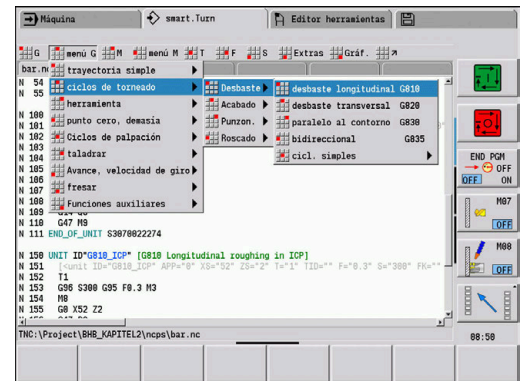 Máquina
smart.Turn
Editor herramientas
G menú G M menú M T F S Extras Gráf.
bar.n
trayectoria simple
N 54 ciclos de torneado Desbaste desbaste longitudinal G810
N 55 herramienta Acabado desbaste transversal G820
N 100 punto cero, demasía Punzon. paralelo al contorno G830
N 101
N 102 Ciclos de palpación Roscado bidireccional G835
N 103 cicl. simples
N 104 taladrar
N 105 Avance, velocidad de giro
N 106
N 107 fresar
N 108 Funciones auxiliares
N 109
N 110 G47 M9
N 111 END_OF_UNIT S3070022274
N 150 UNIT ID"G810_ICP" [G810 Longitudinal roughing in ICP]
N 151 [<unit ID="G810_ICP" APP="0" XS="52" ZS="2" T="1" TID="" F="0.3" S="300" FK=""
N 152 T1
N 153 G96 S300 G95 F0.3 M3
N 154 M8
N 155 G0 X52 Z2
TNC:\Project\BHB_KAPITEL2\ncps\bar.nc
END PGM
OFF
OFF ON
M07
OFF
M08
OFF
08:50